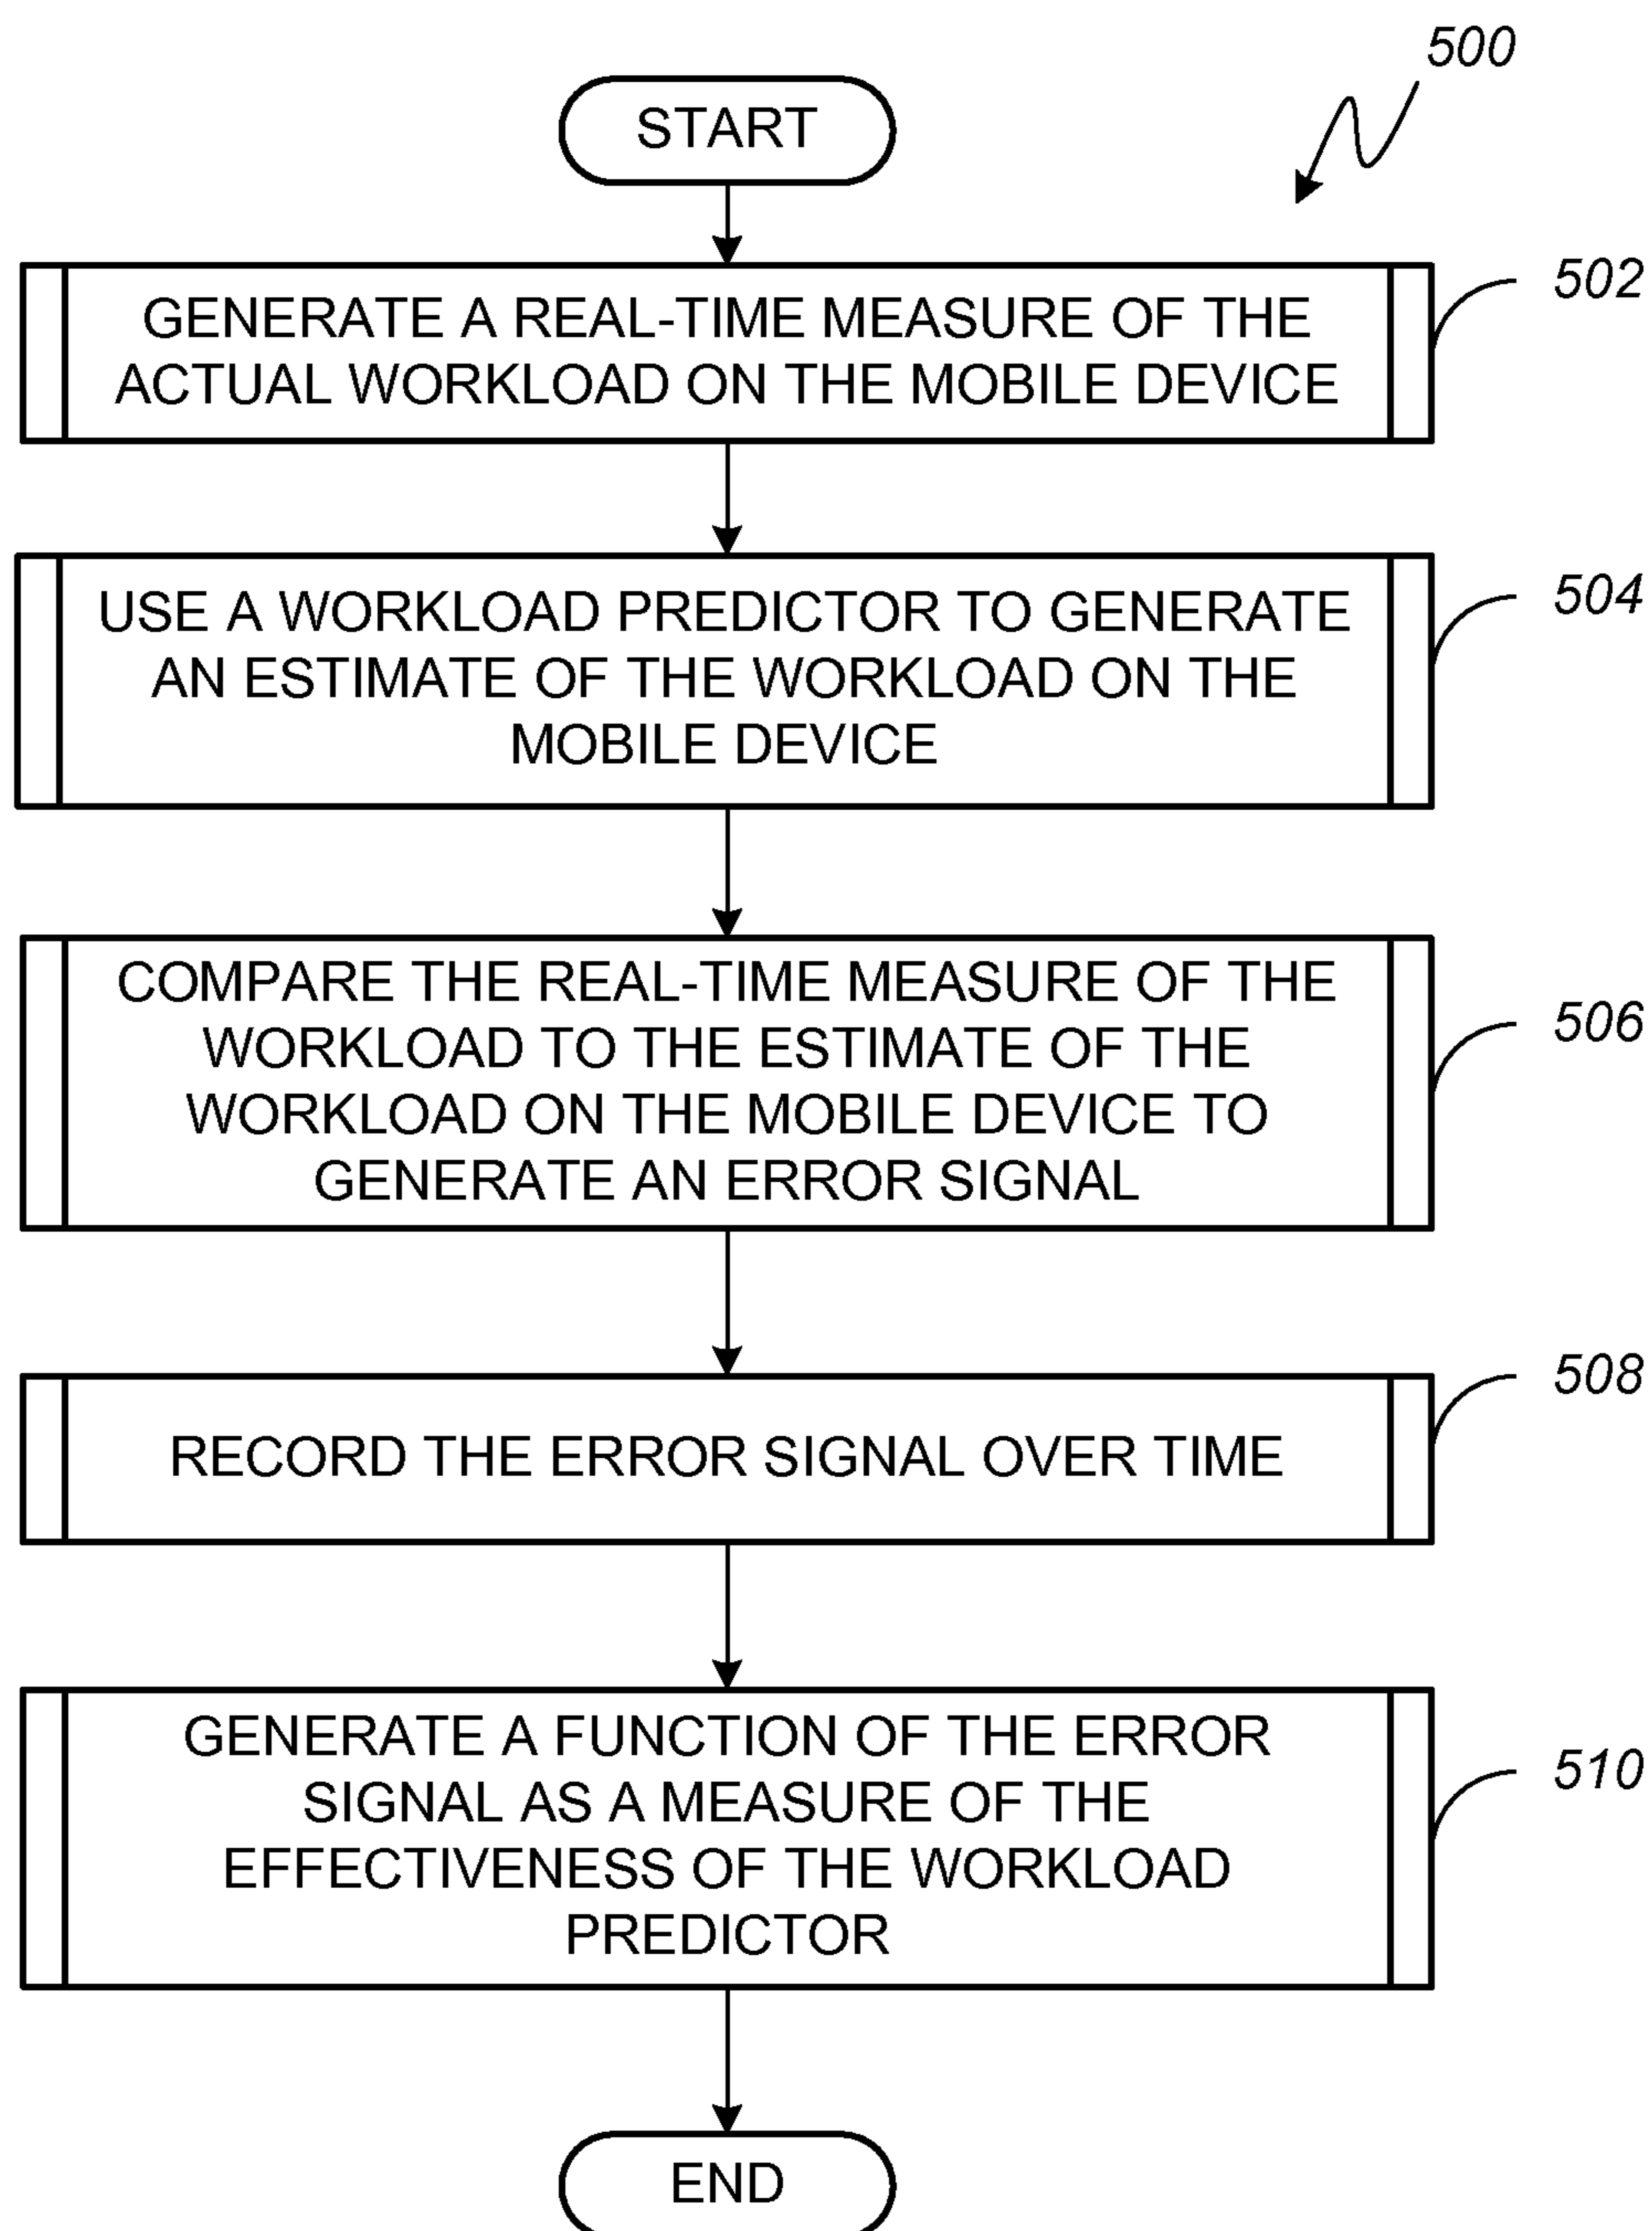 500
START
502
GENERATE A REAL-TIME MEASURE OF THE
ACTUAL WORKLOAD ON THE MOBILE DEVICE
504
USE A WORKLOAD PREDICTOR TO GENERATE
AN ESTIMATE OF THE WORKLOAD ON THE
MOBILE DEVICE
506
COMPARE THE REAL-TIME MEASURE OF THE
WORKLOAD TO THE ESTIMATE OF THE
WORKLOAD ON THE MOBILE DEVICE TO
GENERATE AN ERROR SIGNAL
508
RECORD THE ERROR SIGNAL OVER TIME
510
GENERATE A FUNCTION OF THE ERROR
SIGNAL AS A MEASURE OF THE
EFFECTIVENESS OF THE WORKLOAD
PREDICTOR
END